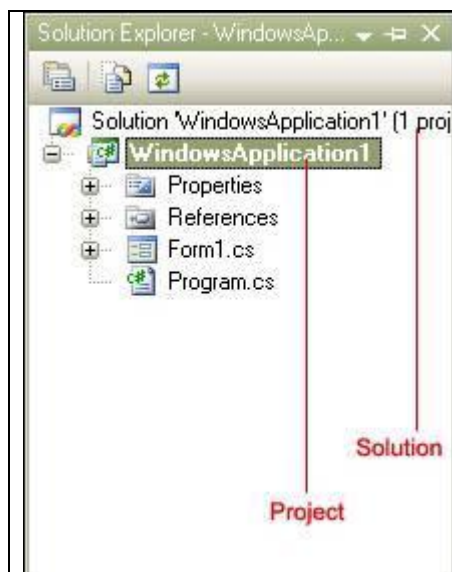 Solution Explorer - WindowsAp...
Solution 'WindowsApplication1' (1 proj
WindowsApplication1
Properties
References
Form1.cs
Program.cs
Solution
Project